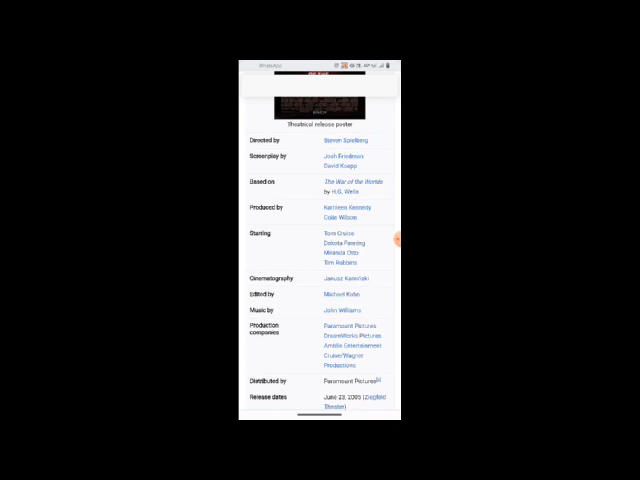 WhatsApp
Theatrical release poster
Directed by Steven Spielberg
Screenplay by Josh Friedman
David Koepp
Based on The War of the Worlds
by H.G. Wells
Produced by Kathleen Kennedy
Colin Wilson
Starring Tom Cruise
Dakota Fanning
Miranda Otto
Tim Robbins
Cinematography Janusz Kamiński
Edited by Michael Kahn
Music by John Williams
Production
companies
Paramount Pictures
DreamWorks Pictures
Amblin Entertainment
Cruise/Wagner
Productions
Distributed by Paramount Pictures
Release dates June 23, 2005 (Ziegfeld
Theater)